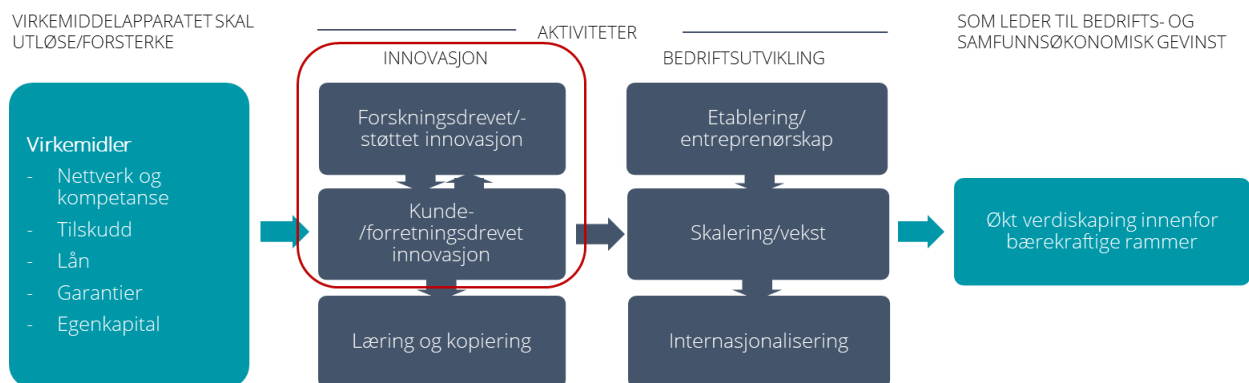 VIRKEMIDDELAPPARATET SKAL
UTLØSE/FORSTERKE
AKTIVITETER
SOM LEDER TIL BEDRIFTS- OG
SAMFUNNSØKONOMISK GEVINST
INNOVASJON
BEDRIFTSUTVIKLING
Virkemidler
- Nettverk og
kompetanse
- Tilskudd
- Lån
- Garantier
- Egenkapital
Forskningsdrevet/-
støttet innovasjon
Kunde-
/forretningsdrevet
innovasjon
Læring og kopiering
Etablering/
entreprenørskap
Skalering/vekst
Internasjonalisering
Økt verdiskaping innenfor
bærekraftige rammer